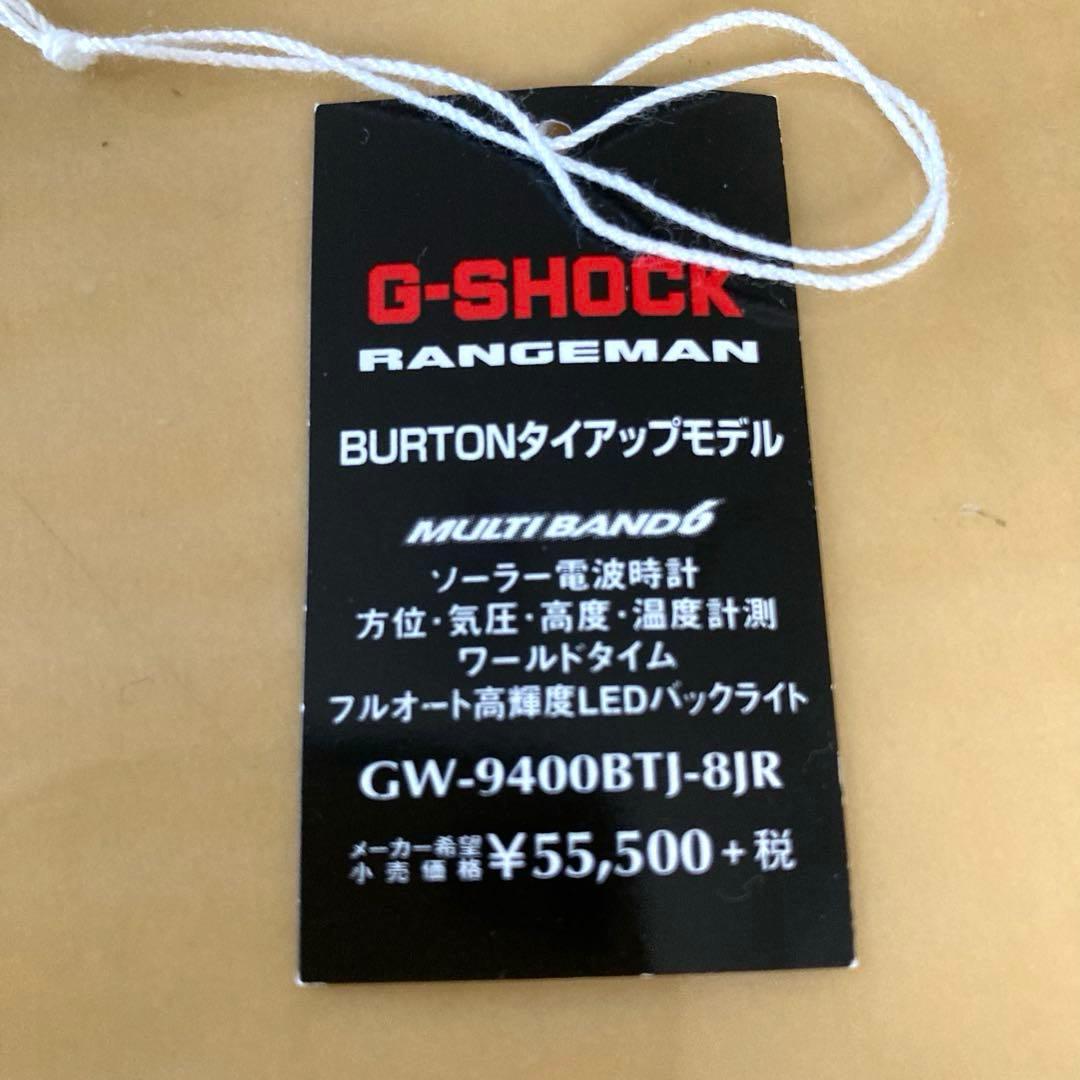 G-SHOCK
RANGEMAN
BURTONタイアップモデル
MULTIBAND6
ソーラー電波時計
方位・気圧・高度・温度計測
ワールドタイム
フルオート高輝度LEDバックライト
GW-9400BTJ-8JR
メーカー希望小売価格 ¥55,500+税